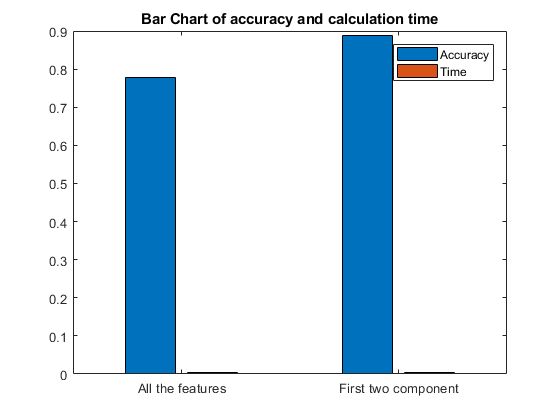 Bar Chart of accuracy and calculation time
0.9
0.8
0.7
0.6
0.5
0.4
0.3
0.2
0.1
0
Accuracy
Time
All the features
First two component